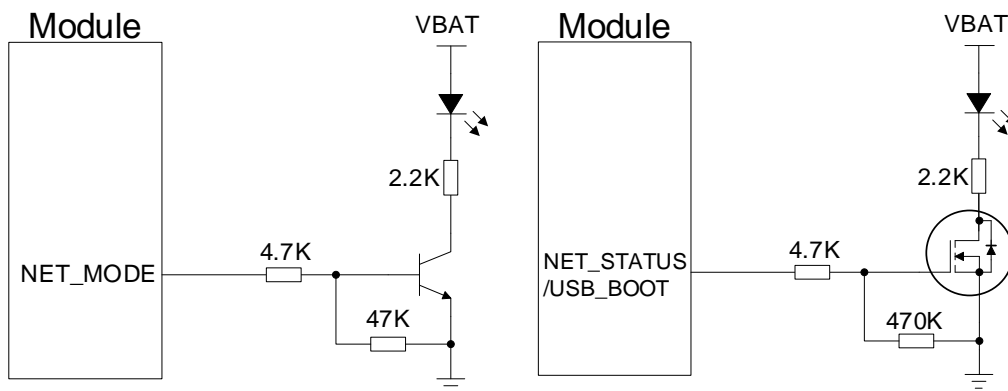 Module
VBAT
2.2K
4.7K
NET_MODE
47K
Module
VBAT
2.2K
4.7K
NET_STATUS
/USB_BOOT
470K